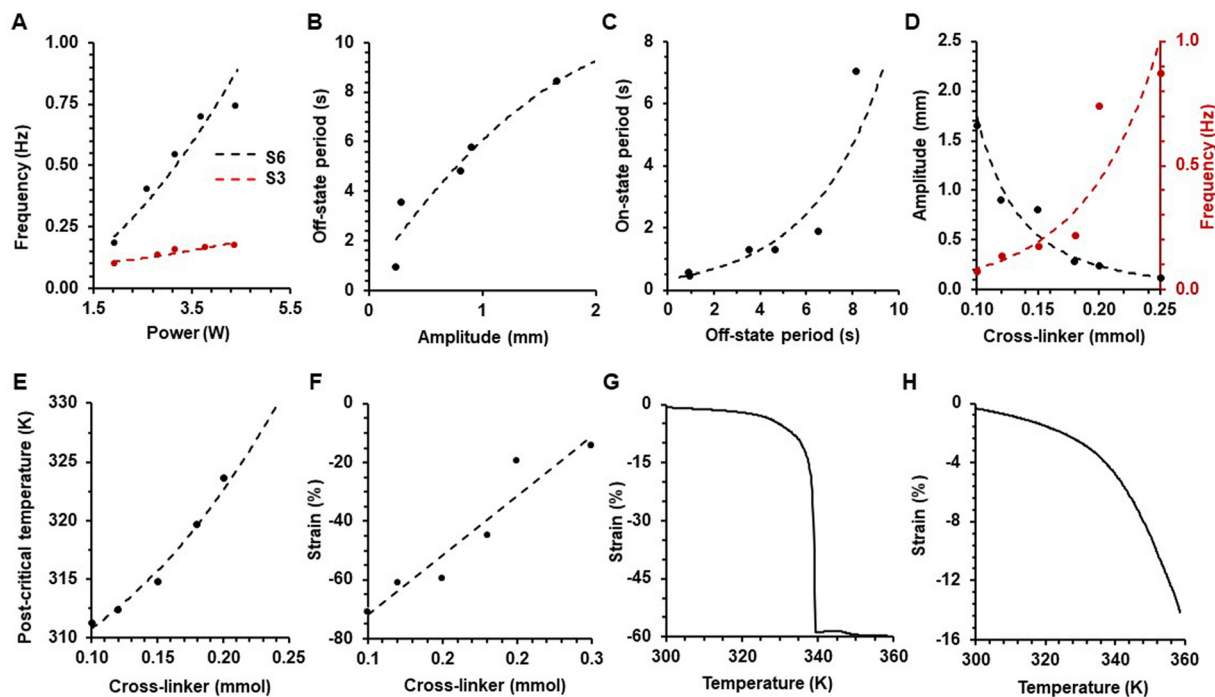 A
1.00
0.75
0.50
0.25
0.00
Frequency (Hz)
S6
S3
1.5
3.5
5.5
Power (W)
B
10
8
6
4
2
0
Off-state period (s)
0
1
2
Amplitude (mm)
C
8
6
4
2
0
On-state period (s)
0
2
4
6
8
10
Off-state period (s)
D
2.5
2.0
1.5
1.0
0.5
0.0
Amplitude (mm)
1.0
0.5
0.0
Frequency (Hz)
0.10
0.15
0.20
0.25
Cross-linker (mmol)
E
330
325
320
315
310
Post-critical temperature (K)
0.10
0.15
0.20
0.25
Cross-linker (mmol)
F
0
-20
-40
-60
-80
Strain (%)
0.1
0.2
0.2
0.3
Cross-linker (mmol)
G
0
-15
-30
-45
-60
Strain (%)
300
320
340
360
Temperature (K)
H
0
-4
-8
-12
-16
Strain (%)
300
320
340
360
Temperature (K)